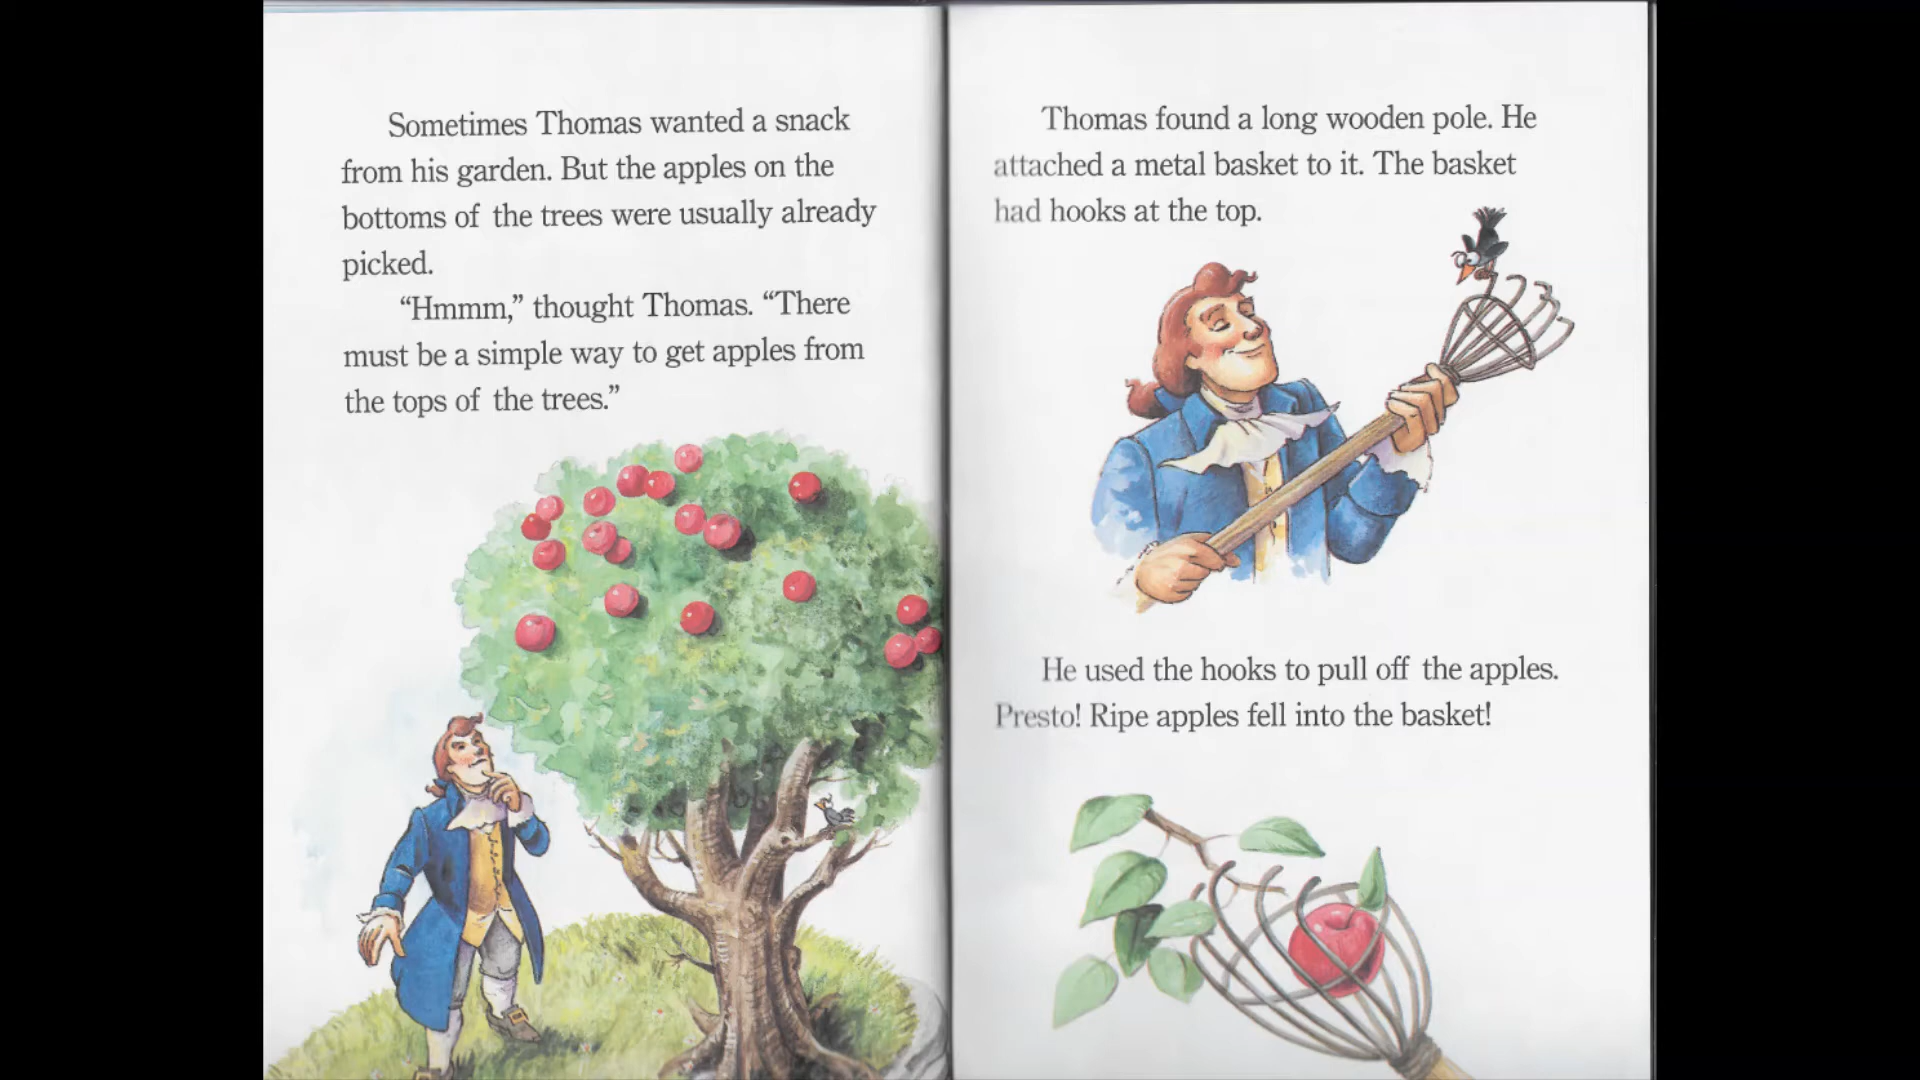 Sometimes Thomas wanted a snack
from his garden. But the apples on the
bottoms of the trees were usually already
picked.
“Hmmm,” thought Thomas. “There
must be a simple way to get apples from
the tops of the trees.”
Thomas found a long wooden pole. He
attached a metal basket to it. The basket
had hooks at the top.
He used the hooks to pull off the apples.
Presto! Ripe apples fell into the basket!